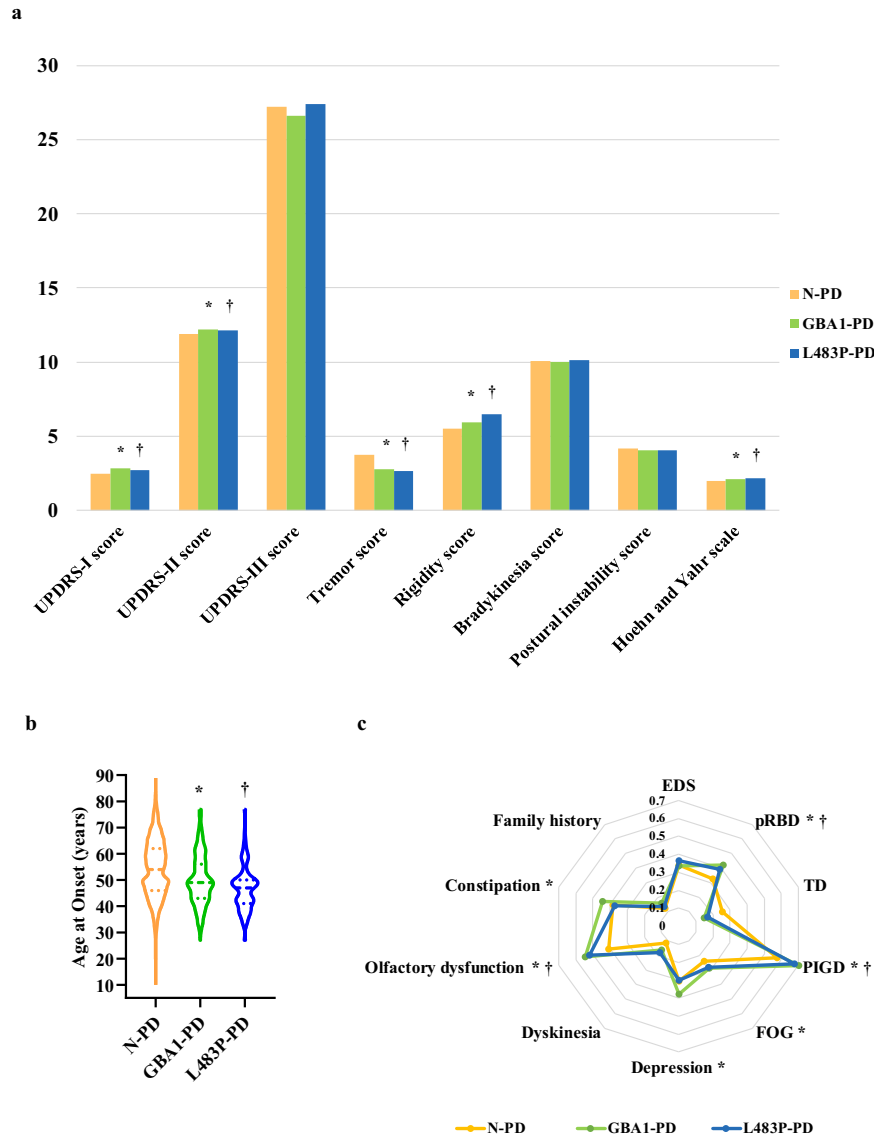 a
30
25
20
15
10
5
0
* †
* †
* †
* †
* †
N-PD
GBA1-PD
L483P-PD
UPDRS-I score
UPDRS-II score
UPDRS-III score
Tremor score
Rigidity score
Bradykinesia score
Postural instability score
Hoehn and Yahr scale
b
Age at Onset (years)
90
80
70
60
50
40
30
20
10
* †
N-PD
GBA1-PD
L483P-PD
c
EDS
pRBD * †
TD
PIGD * †
FOG *
Depression *
Dyskinesia
Olfactory dysfunction * †
Constipation *
Family history
0.7
0.6
0.5
0.4
0.3
0.2
0.1
0
N-PD GBA1-PD L483P-PD